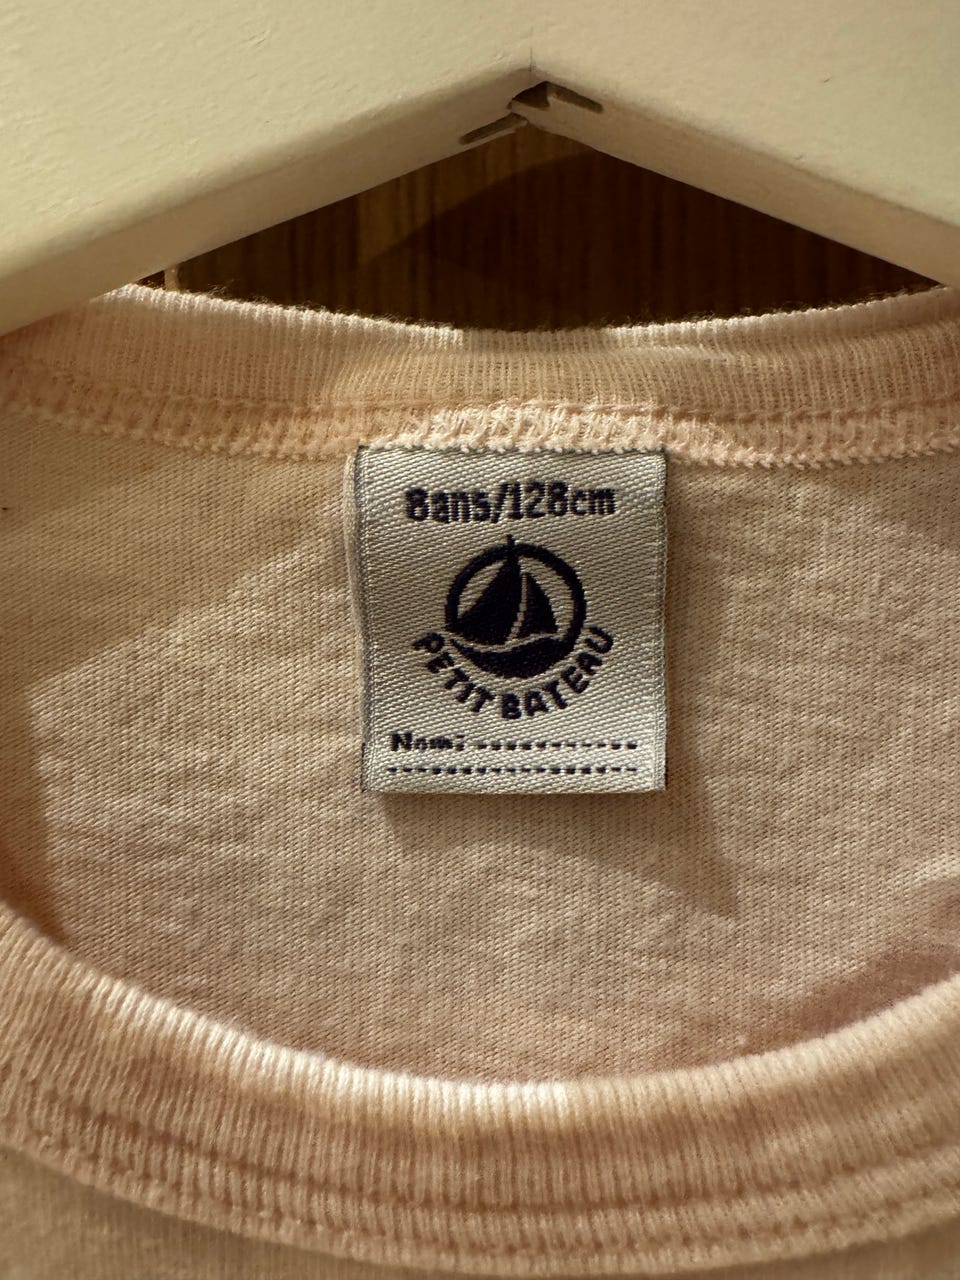 8ans/128cm
PETIT BATEAU
Nom: